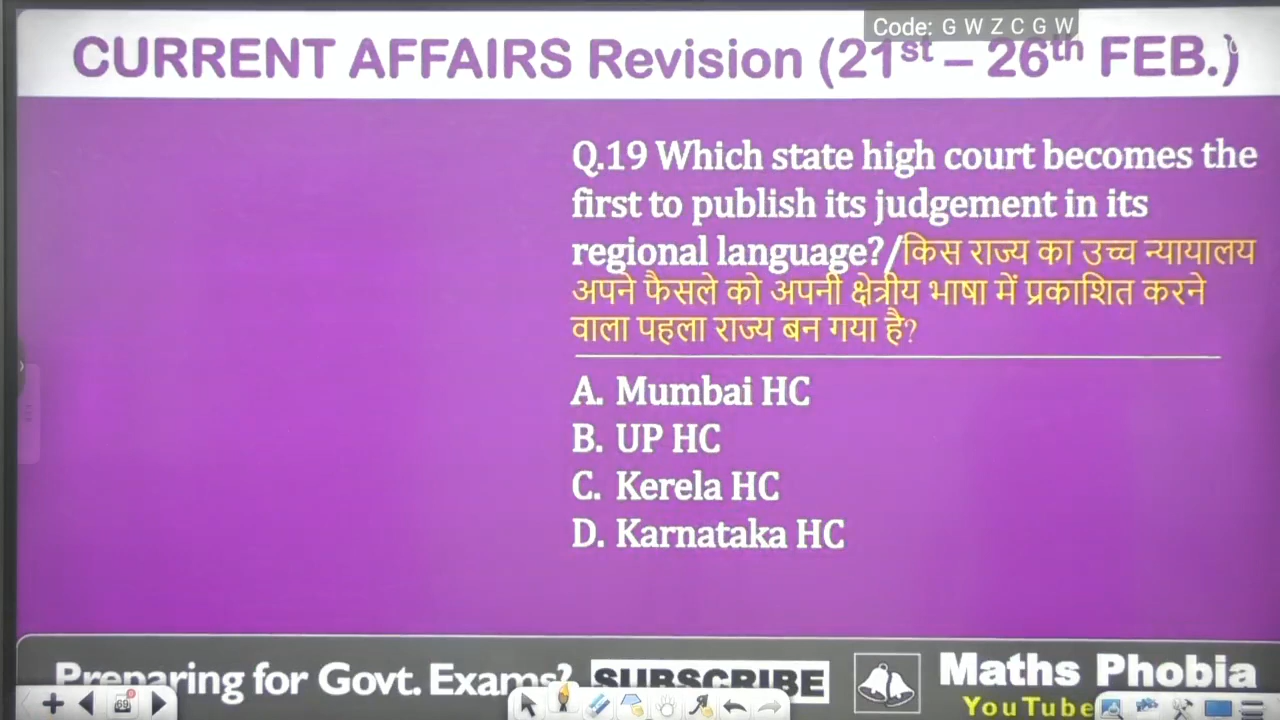 Code: G W Z C G W
CURRENT AFFAIRS Revision (21st – 26th FEB.)
Q.19 Which state high court becomes the
first to publish its judgement in its
regional language?/किस राज्य का उच्च न्यायालय
अपने फैसले को अपनी क्षेत्रीय भाषा में प्रकाशित करने
वाला पहला राज्य बन गया है?
A. Mumbai HC
B. UP HC
C. Kerela HC
D. Karnataka HC
Preparing for Govt. Exams? SUBSCRIBE
Maths Phobia
YouTube
69